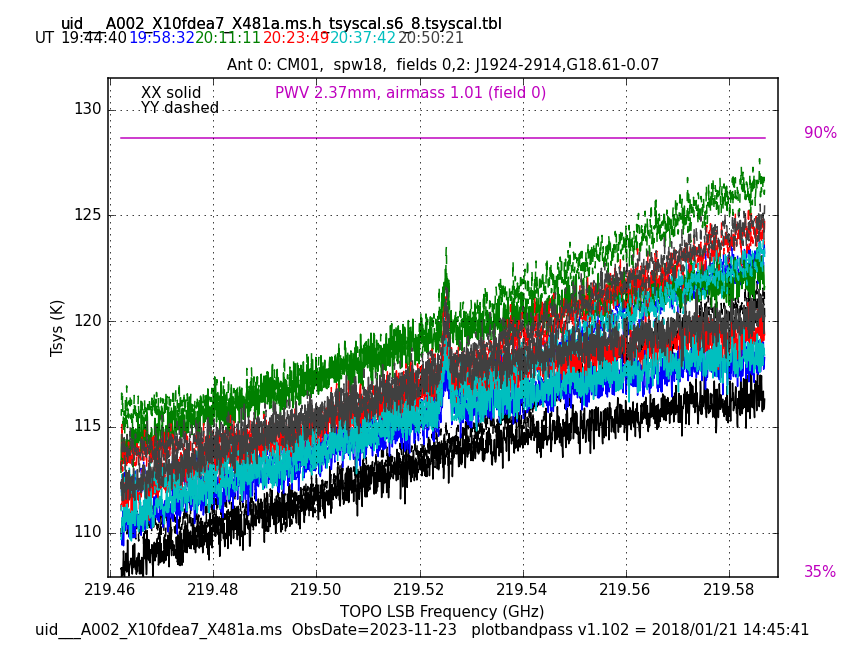 uid___A002_X10fdea7_X481a.ms.h_tsyscal.s6_8.tsyscal.tbl
UT 19:44:40 19:58:32 20:11:11 20:23:49 20:37:42 20:50:21
Ant 0: CM01,  spw18,  fields 0,2: J1924-2914,G18.61-0.07
XX solid
PWV 2.37mm, airmass 1.01 (field 0)
YY dashed
90%
35%
Tsys (K)
130
125
120
115
110
219.46 219.48 219.50 219.52 219.54 219.56 219.58
TOPO LSB Frequency (GHz)
uid___A002_X10fdea7_X481a.ms  ObsDate=2023-11-23   plotbandpass v1.102 = 2018/01/21 14:45:41